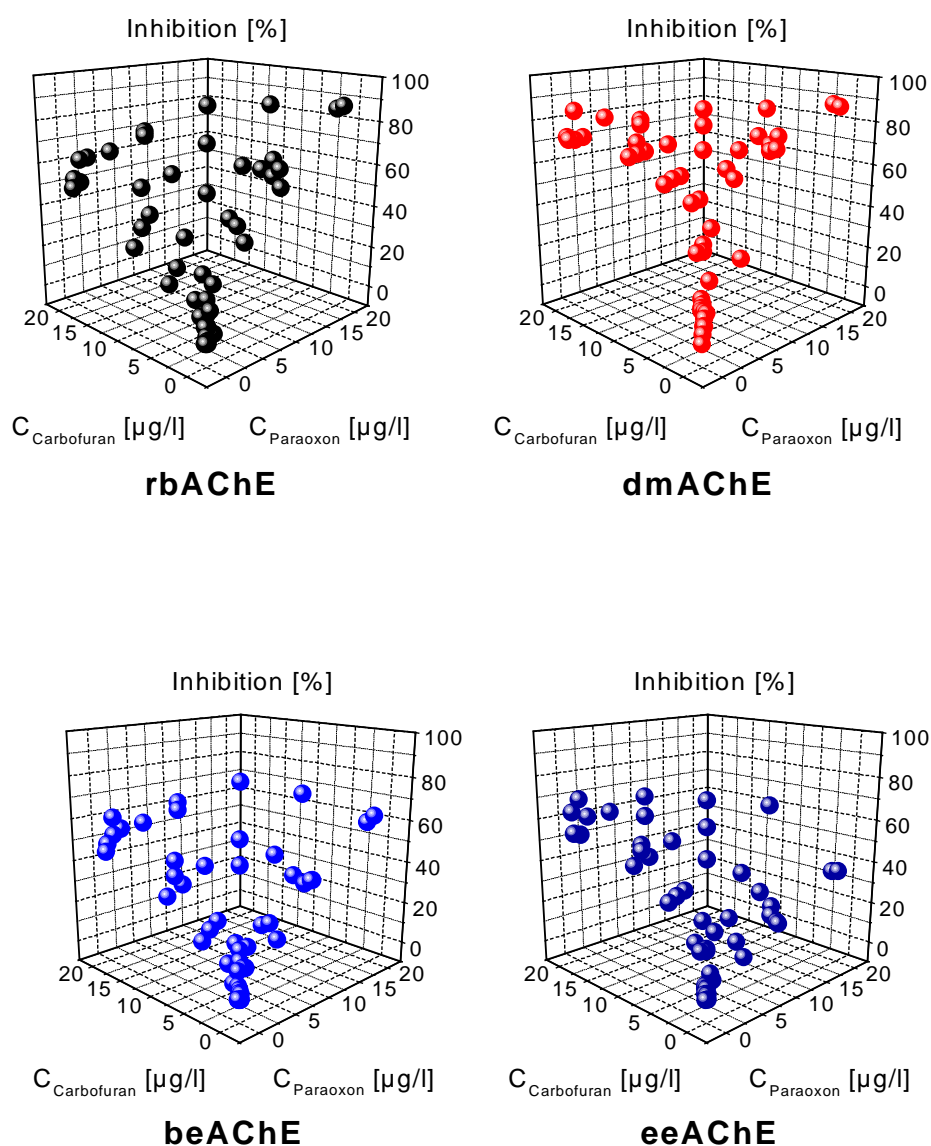 Inhibition [%] Inhibition [%]
100 100
80 80
60 60
40 40
20 20
0 0
20 15 10 5 0 0 5 10 15 20 20 15 10 5 0 0 5 10 15 20
C Carbofuran [µg/l] C Paraoxon [µg/l] C Carbofuran [µg/l] C Paraoxon [µg/l]
rbAChE dmAChE
Inhibition [%] Inhibition [%]
100 100
80 80
60 60
40 40
20 20
0 0
20 15 10 5 0 0 5 10 15 20 20 15 10 5 0 0 5 10 15 20
C Carbofuran [µg/l] C Paraoxon [µg/l] C Carbofuran [µg/l] C Paraoxon [µg/l]
beAChE eeAChE